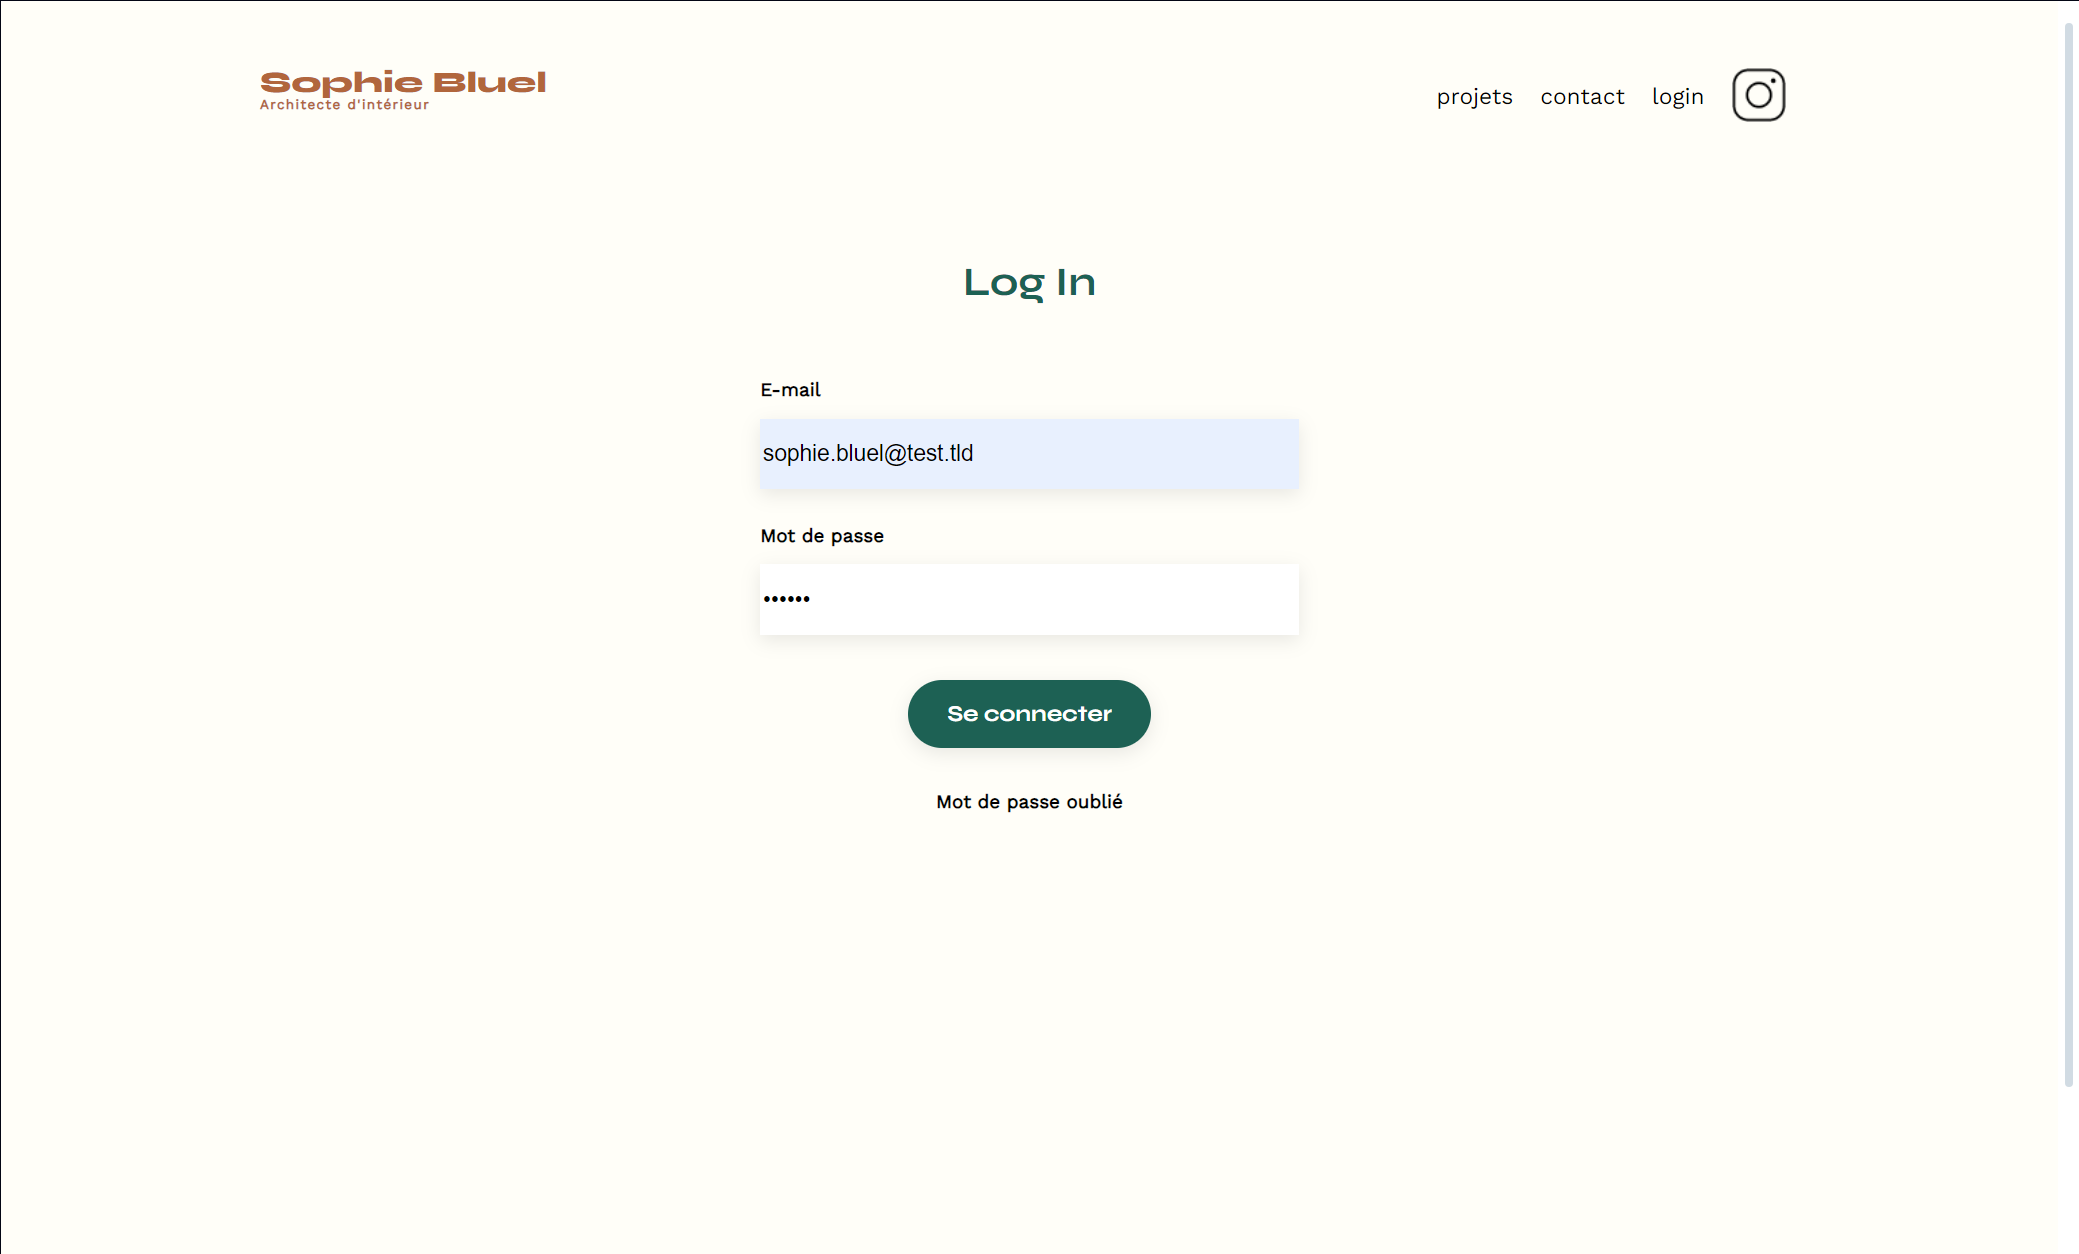 Sophie Bluel
Architecte d'intérieur
projets contact login
Log In
E-mail
sophie.bluel@test.tld
Mot de passe
••••••
Se connecter
Mot de passe oublié